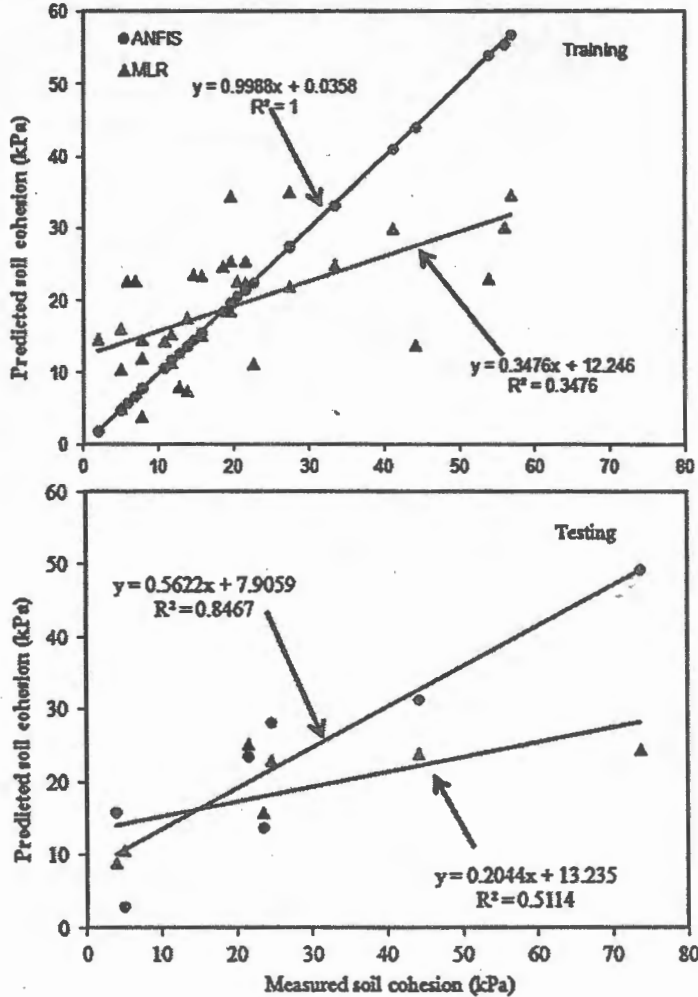 60
50
40
30
20
10
0
Predicted soil cohesion (kPa)
ANFIS
MLR
Training
y = 0.9988x + 0.0358
R² = 1
y = 0.3476x + 12.246
R² = 0.3476
0 10 20 30 40 50 60 70 80
60
50
40
30
20
10
0
Predicted soil cohesion (kPa)
Testing
y = 0.5622x + 7.9059
R² = 0.8467
y = 0.2044x + 13.235
R² = 0.5114
0 10 20 30 40 50 60 70 80
Measured soil cohesion (kPa)